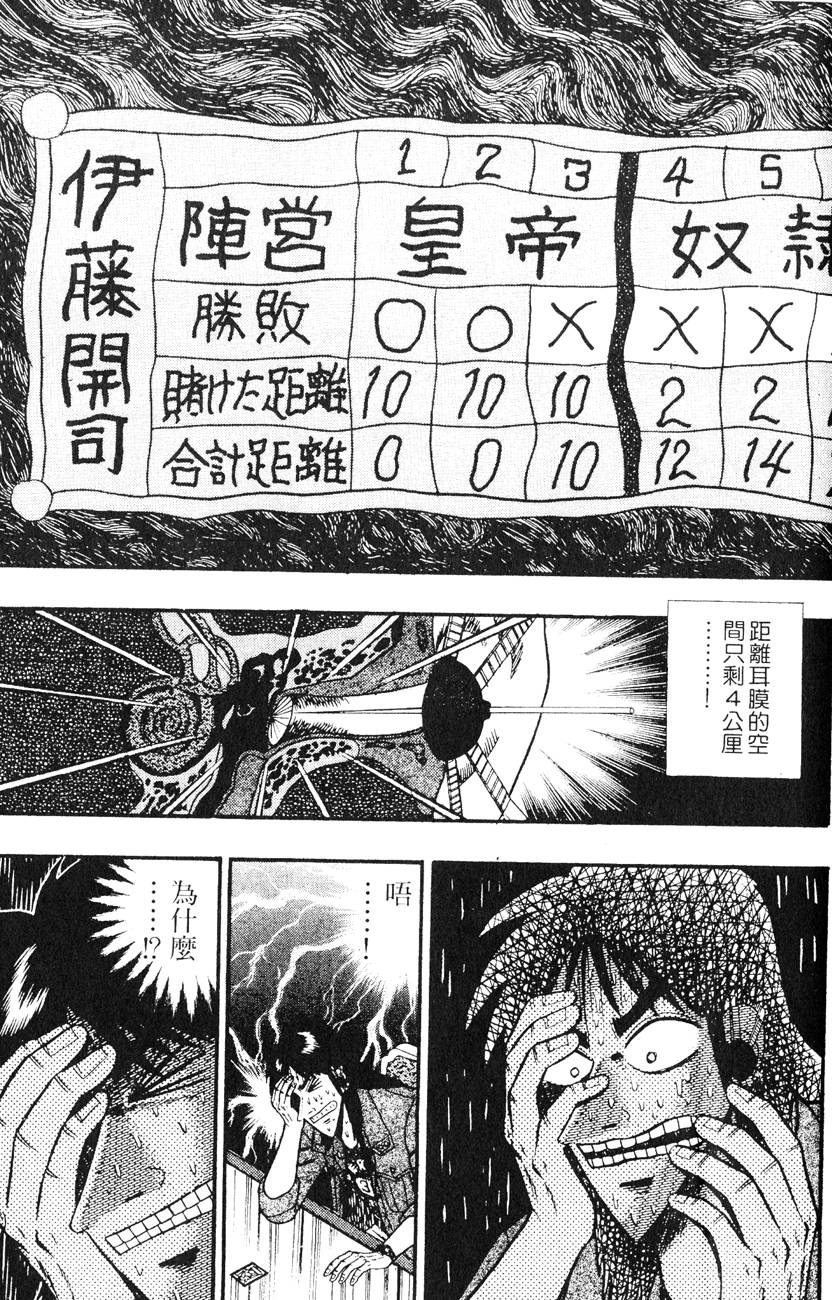 伊藤開司
1 2 3 4 5
陣営 皇帝 奴隷
勝敗 ○ ○ × × ×
賭けた距離 10 10 10 2 2
合計距離 0 0 10 12 14
距離耳膜的空
間只剩4公厘
………！
唔
……！
為什麼
……!?